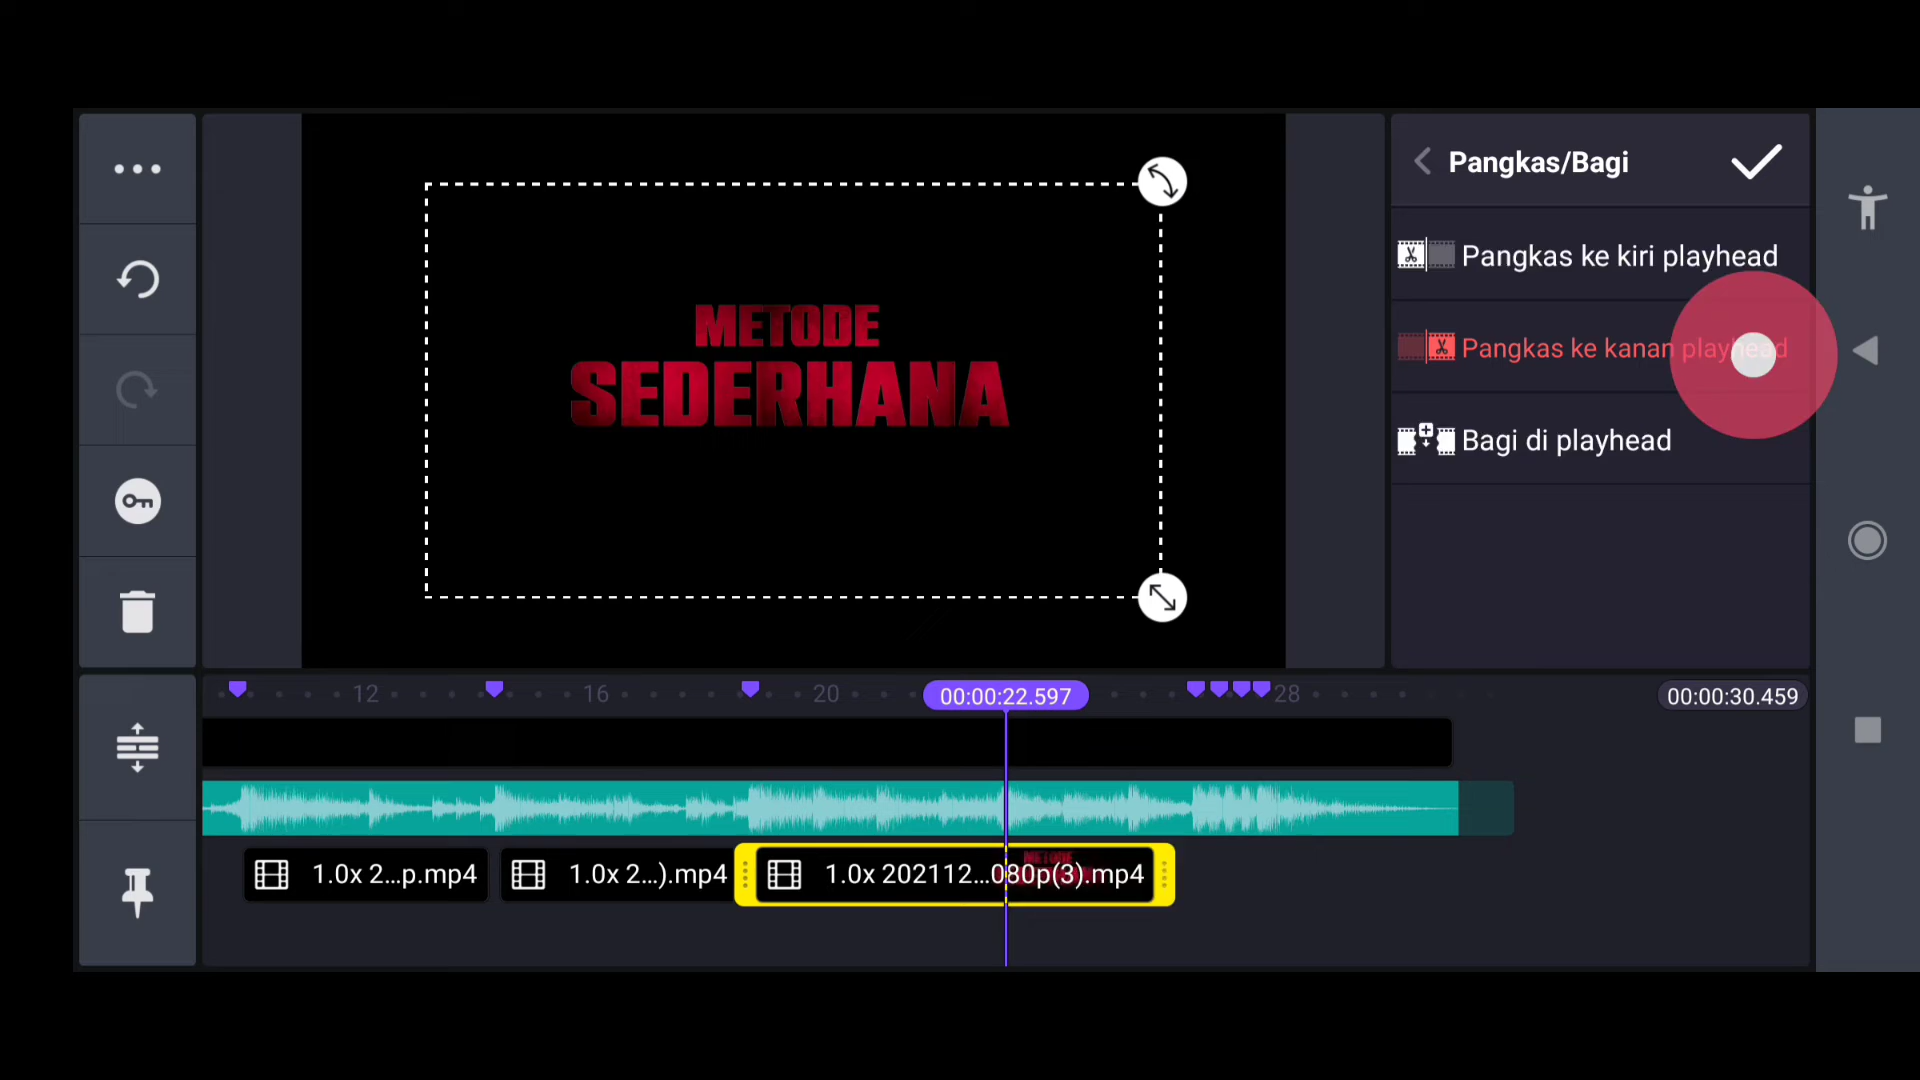 Pangkas/Bagi
Pangkas ke kiri playhead
Pangkas ke kanan playhead
Bagi di playhead
METODE
SEDERHANA
12
16
20
00:00:22.597
28
00:00:30.459
1.0x 2...p.mp4
1.0x 2...).mp4
1.0x 202112...080p(3).mp4